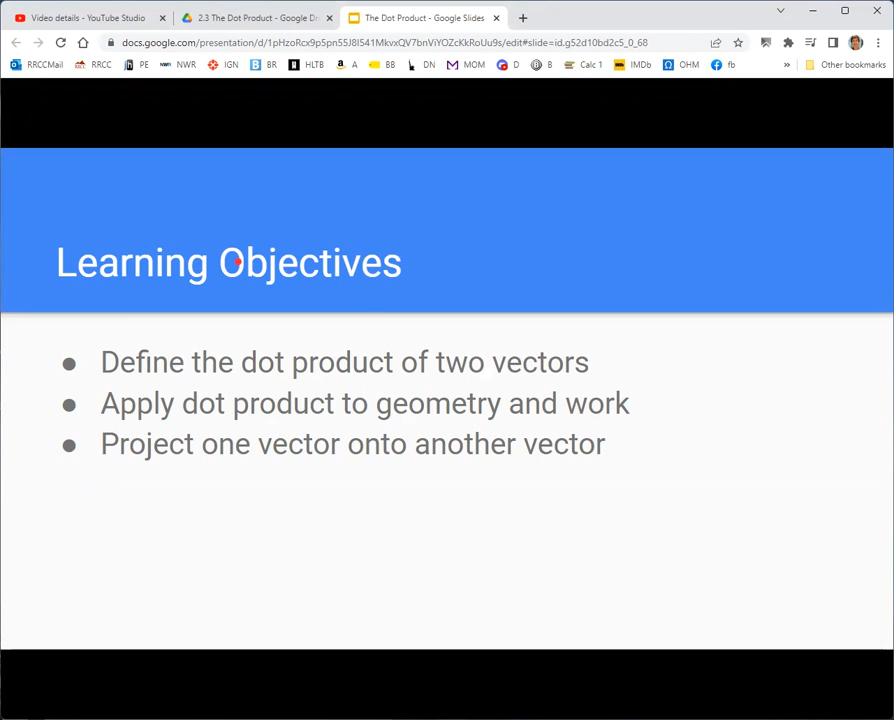 Video details - YouTube Studio
2.3 The Dot Product - Google Dr
The Dot Product - Google Slides
docs.google.com/presentation/d/1pHzoRcx9p5pn55J8I541MkvxQV7bnViYOZcKkRoUu9s/edit#slide=id.g52d10bd2c5_0_68
RRCCMail RRCC PE NWR IGN BR HLTB A BB DN MOM D B Calc 1 IMDb OHM fb » Other bookmarks
Learning Objectives
● Define the dot product of two vectors
● Apply dot product to geometry and work
● Project one vector onto another vector